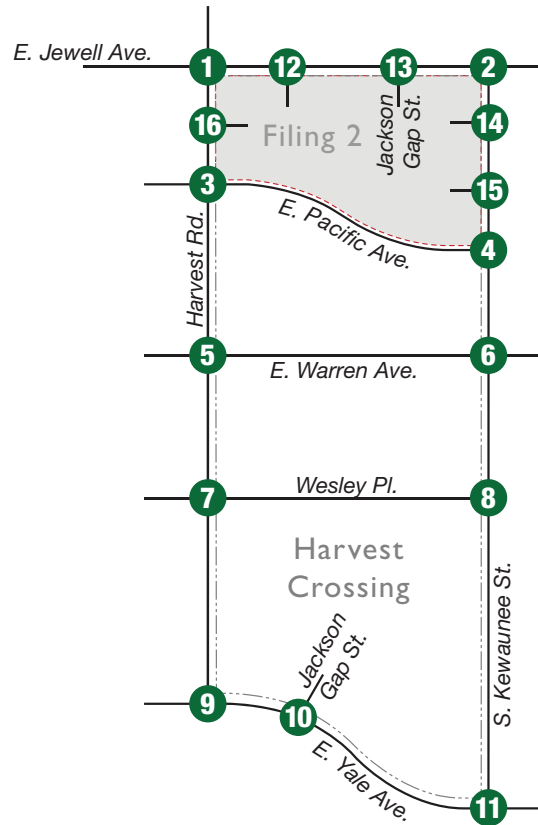 E. Jewell Ave.
1
12
13
2
16
Filing 2
Jackson
Gap St.
14
3
15
E. Pacific Ave.
4
Harvest Rd.
5
E. Warren Ave.
6
7
Wesley Pl.
8
Harvest
Crossing
S. Kewaunee St.
Jackson
Gap St.
9
10
E. Yale Ave.
11